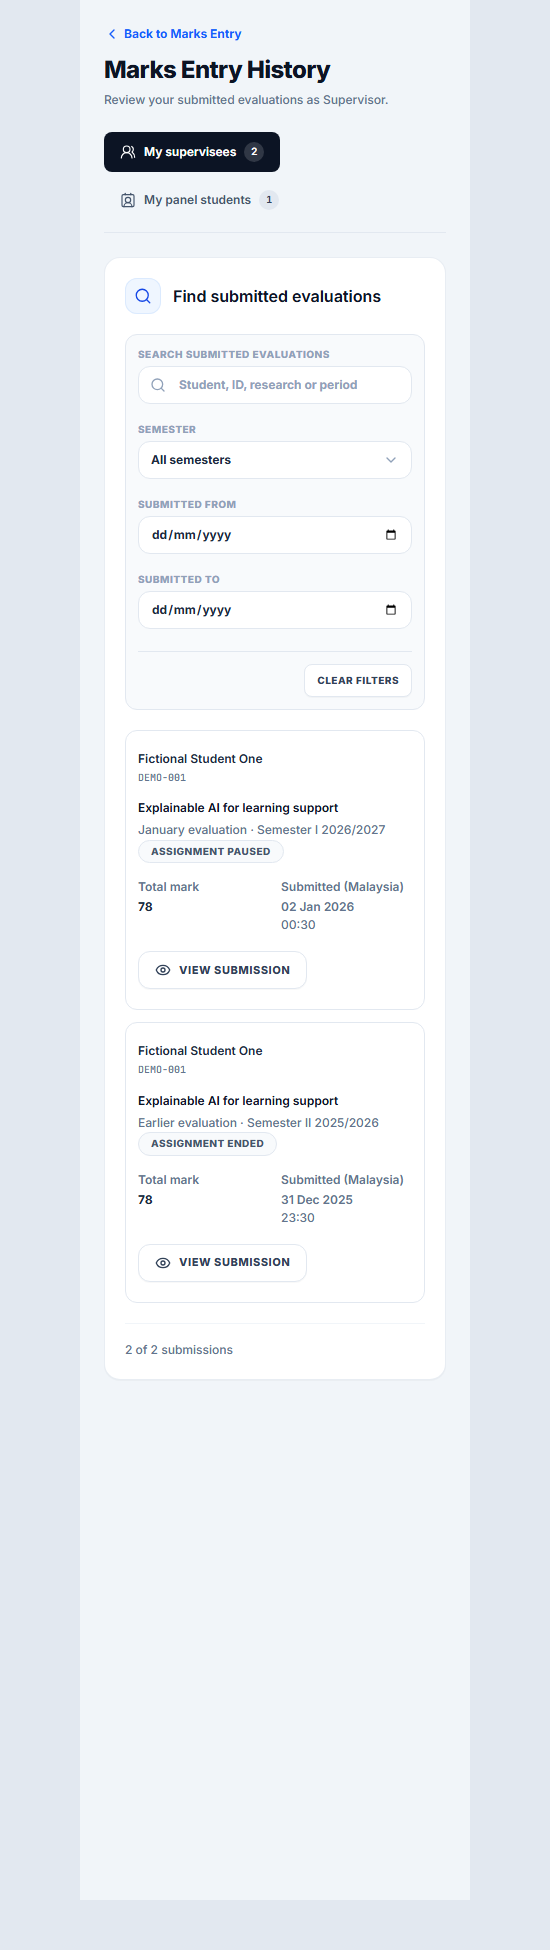 Back to Marks Entry
Marks Entry History
Review your submitted evaluations as Supervisor.
My supervisees 2
My panel students 1
Find submitted evaluations
SEARCH SUBMITTED EVALUATIONS
Student, ID, research or period
SEMESTER
All semesters
SUBMITTED FROM
dd/mm/yyyy
SUBMITTED TO
dd/mm/yyyy
CLEAR FILTERS
Fictional Student One
DEMO-001
Explainable AI for learning support
January evaluation · Semester I 2026/2027
ASSIGNMENT PAUSED
Total mark
78
Submitted (Malaysia)
02 Jan 2026
00:30
VIEW SUBMISSION
Fictional Student One
DEMO-001
Explainable AI for learning support
Earlier evaluation · Semester II 2025/2026
ASSIGNMENT ENDED
Total mark
78
Submitted (Malaysia)
31 Dec 2025
23:30
VIEW SUBMISSION
2 of 2 submissions